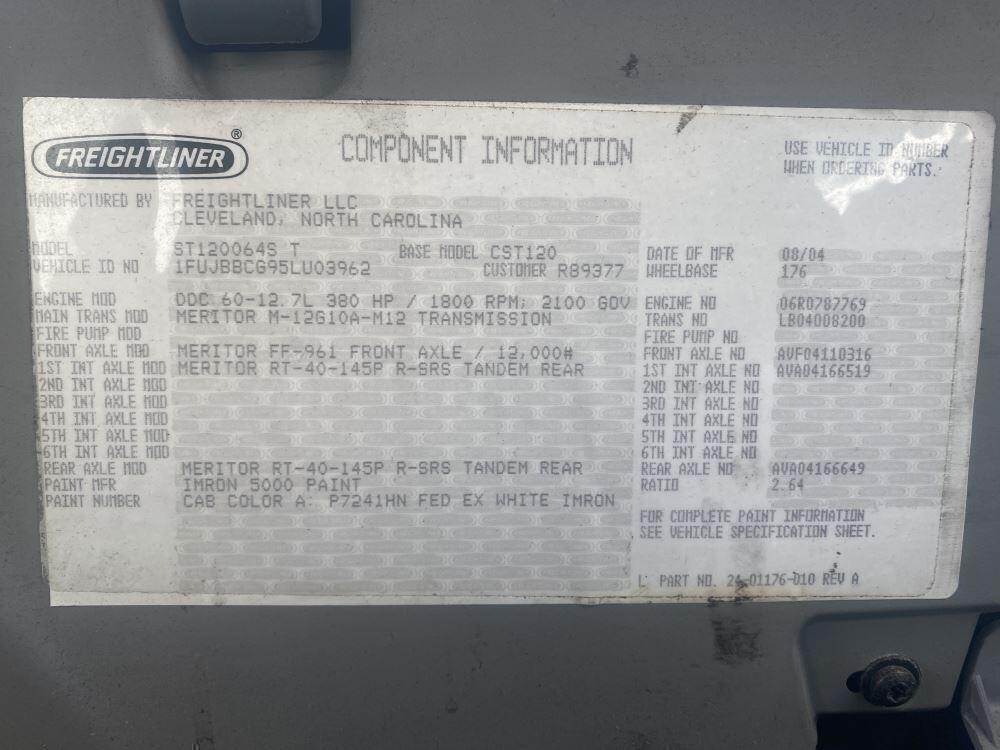 FREIGHTLINER®
COMPONENT INFORMATION
USE VEHICLE ID NUMBER
WHEN ORDERING PARTS.
MANUFACTURED BY FREIGHTLINER LLC
CLEVELAND, NORTH CAROLINA
MODEL ST120064S T BASE MODEL CST120 DATE OF MFR 08/04
VEHICLE ID NO 1FUJBBCG95LU03962 CUSTOMER R89377 WHEELBASE 176
ENGINE MOD DDC 60-12.7L 380 HP / 1800 RPM; 2100 GOV ENGINE NO 06R0787769
MAIN TRANS MOD MERITOR M-12G10A-M12 TRANSMISSION TRANS NO LB04008200
FIRE PUMP MOD FIRE PUMP NO
FRONT AXLE MOD MERITOR FF-961 FRONT AXLE / 12,000# FRONT AXLE NO AVF04110316
1ST INT AXLE MOD MERITOR RT-40-145P R-SRS TANDEM REAR 1ST INT AXLE NO AVA04166519
2ND INT AXLE MOD 2ND INT AXLE NO
3RD INT AXLE MOD 3RD INT AXLE NO
4TH INT AXLE MOD 4TH INT AXLE NO
5TH INT AXLE MOD 5TH INT AXLE NO
6TH INT AXLE MOD 6TH INT AXLE NO
REAR AXLE MOD MERITOR RT-40-145P R-SRS TANDEM REAR REAR AXLE NO AVA04166649
PAINT MFR IMRON 5000 PAINT RATIO 2.64
PAINT NUMBER CAB COLOR A: P7241HN FED EX WHITE IMRON
FOR COMPLETE PAINT INFORMATION
SEE VEHICLE SPECIFICATION SHEET.
PART NO. 24-01176-010 REV A